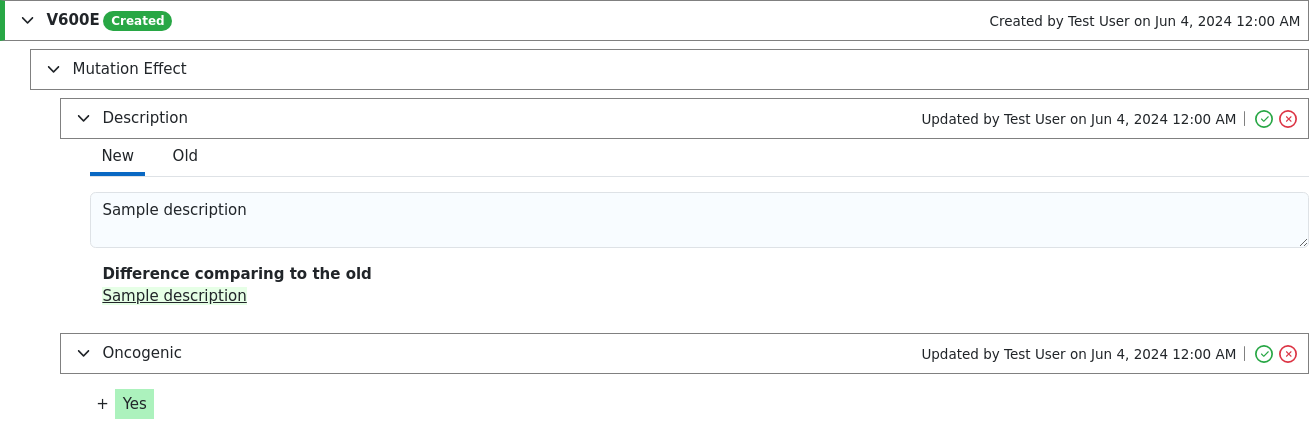 V600E Created Created by Test User on Jun 4, 2024 12:00 AM
Mutation Effect
Description Updated by Test User on Jun 4, 2024 12:00 AM
New Old
Sample description
Difference comparing to the old
Sample description
Oncogenic Updated by Test User on Jun 4, 2024 12:00 AM
+ Yes